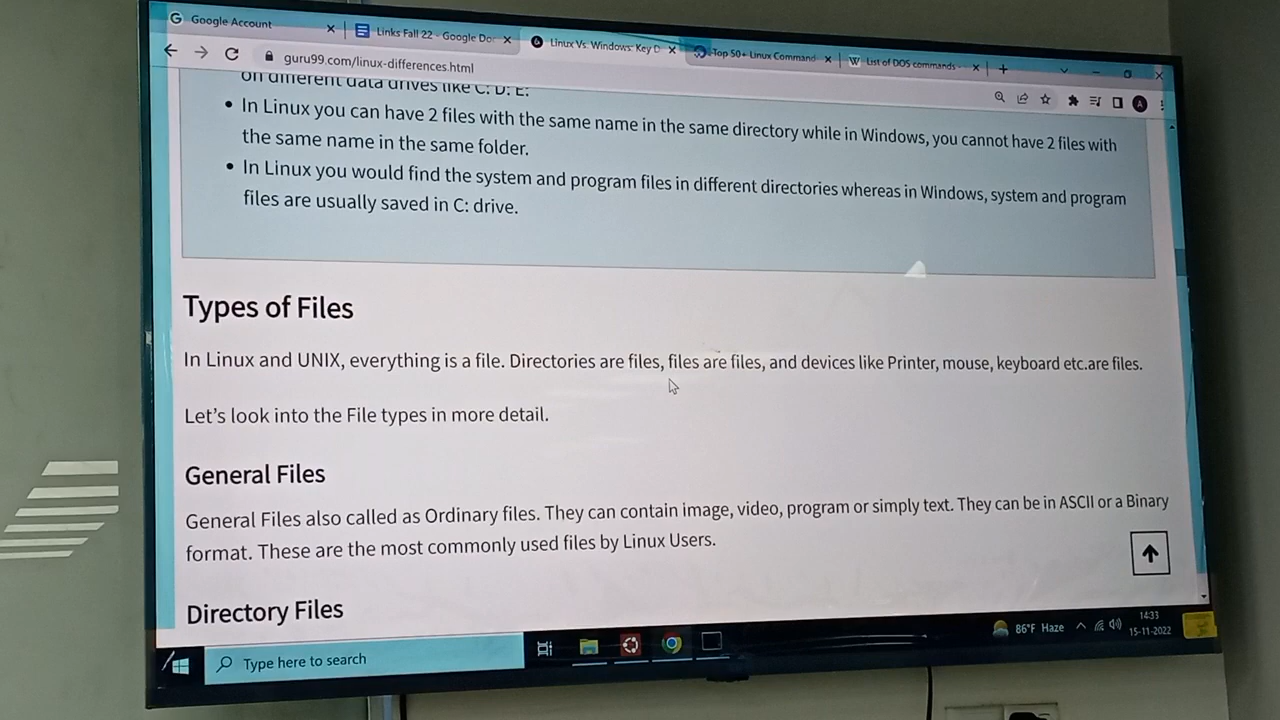 Google Account
Links Fall 22 - Google Do
Linux Vs. Windows: Key D
Top 50+ Linux Command
List of DOS commands -
guru99.com/linux-differences.html
on different data drives like C: D: E:
• In Linux you can have 2 files with the same name in the same directory while in Windows, you cannot have 2 files with
the same name in the same folder.
• In Linux you would find the system and program files in different directories whereas in Windows, system and program
files are usually saved in C: drive.
Types of Files
In Linux and UNIX, everything is a file. Directories are files, files are files, and devices like Printer, mouse, keyboard etc.are files.
Let's look into the File types in more detail.
General Files
General Files also called as Ordinary files. They can contain image, video, program or simply text. They can be in ASCII or a Binary
format. These are the most commonly used files by Linux Users.
Directory Files
Type here to search
86°F Haze
14:33
15-11-2022